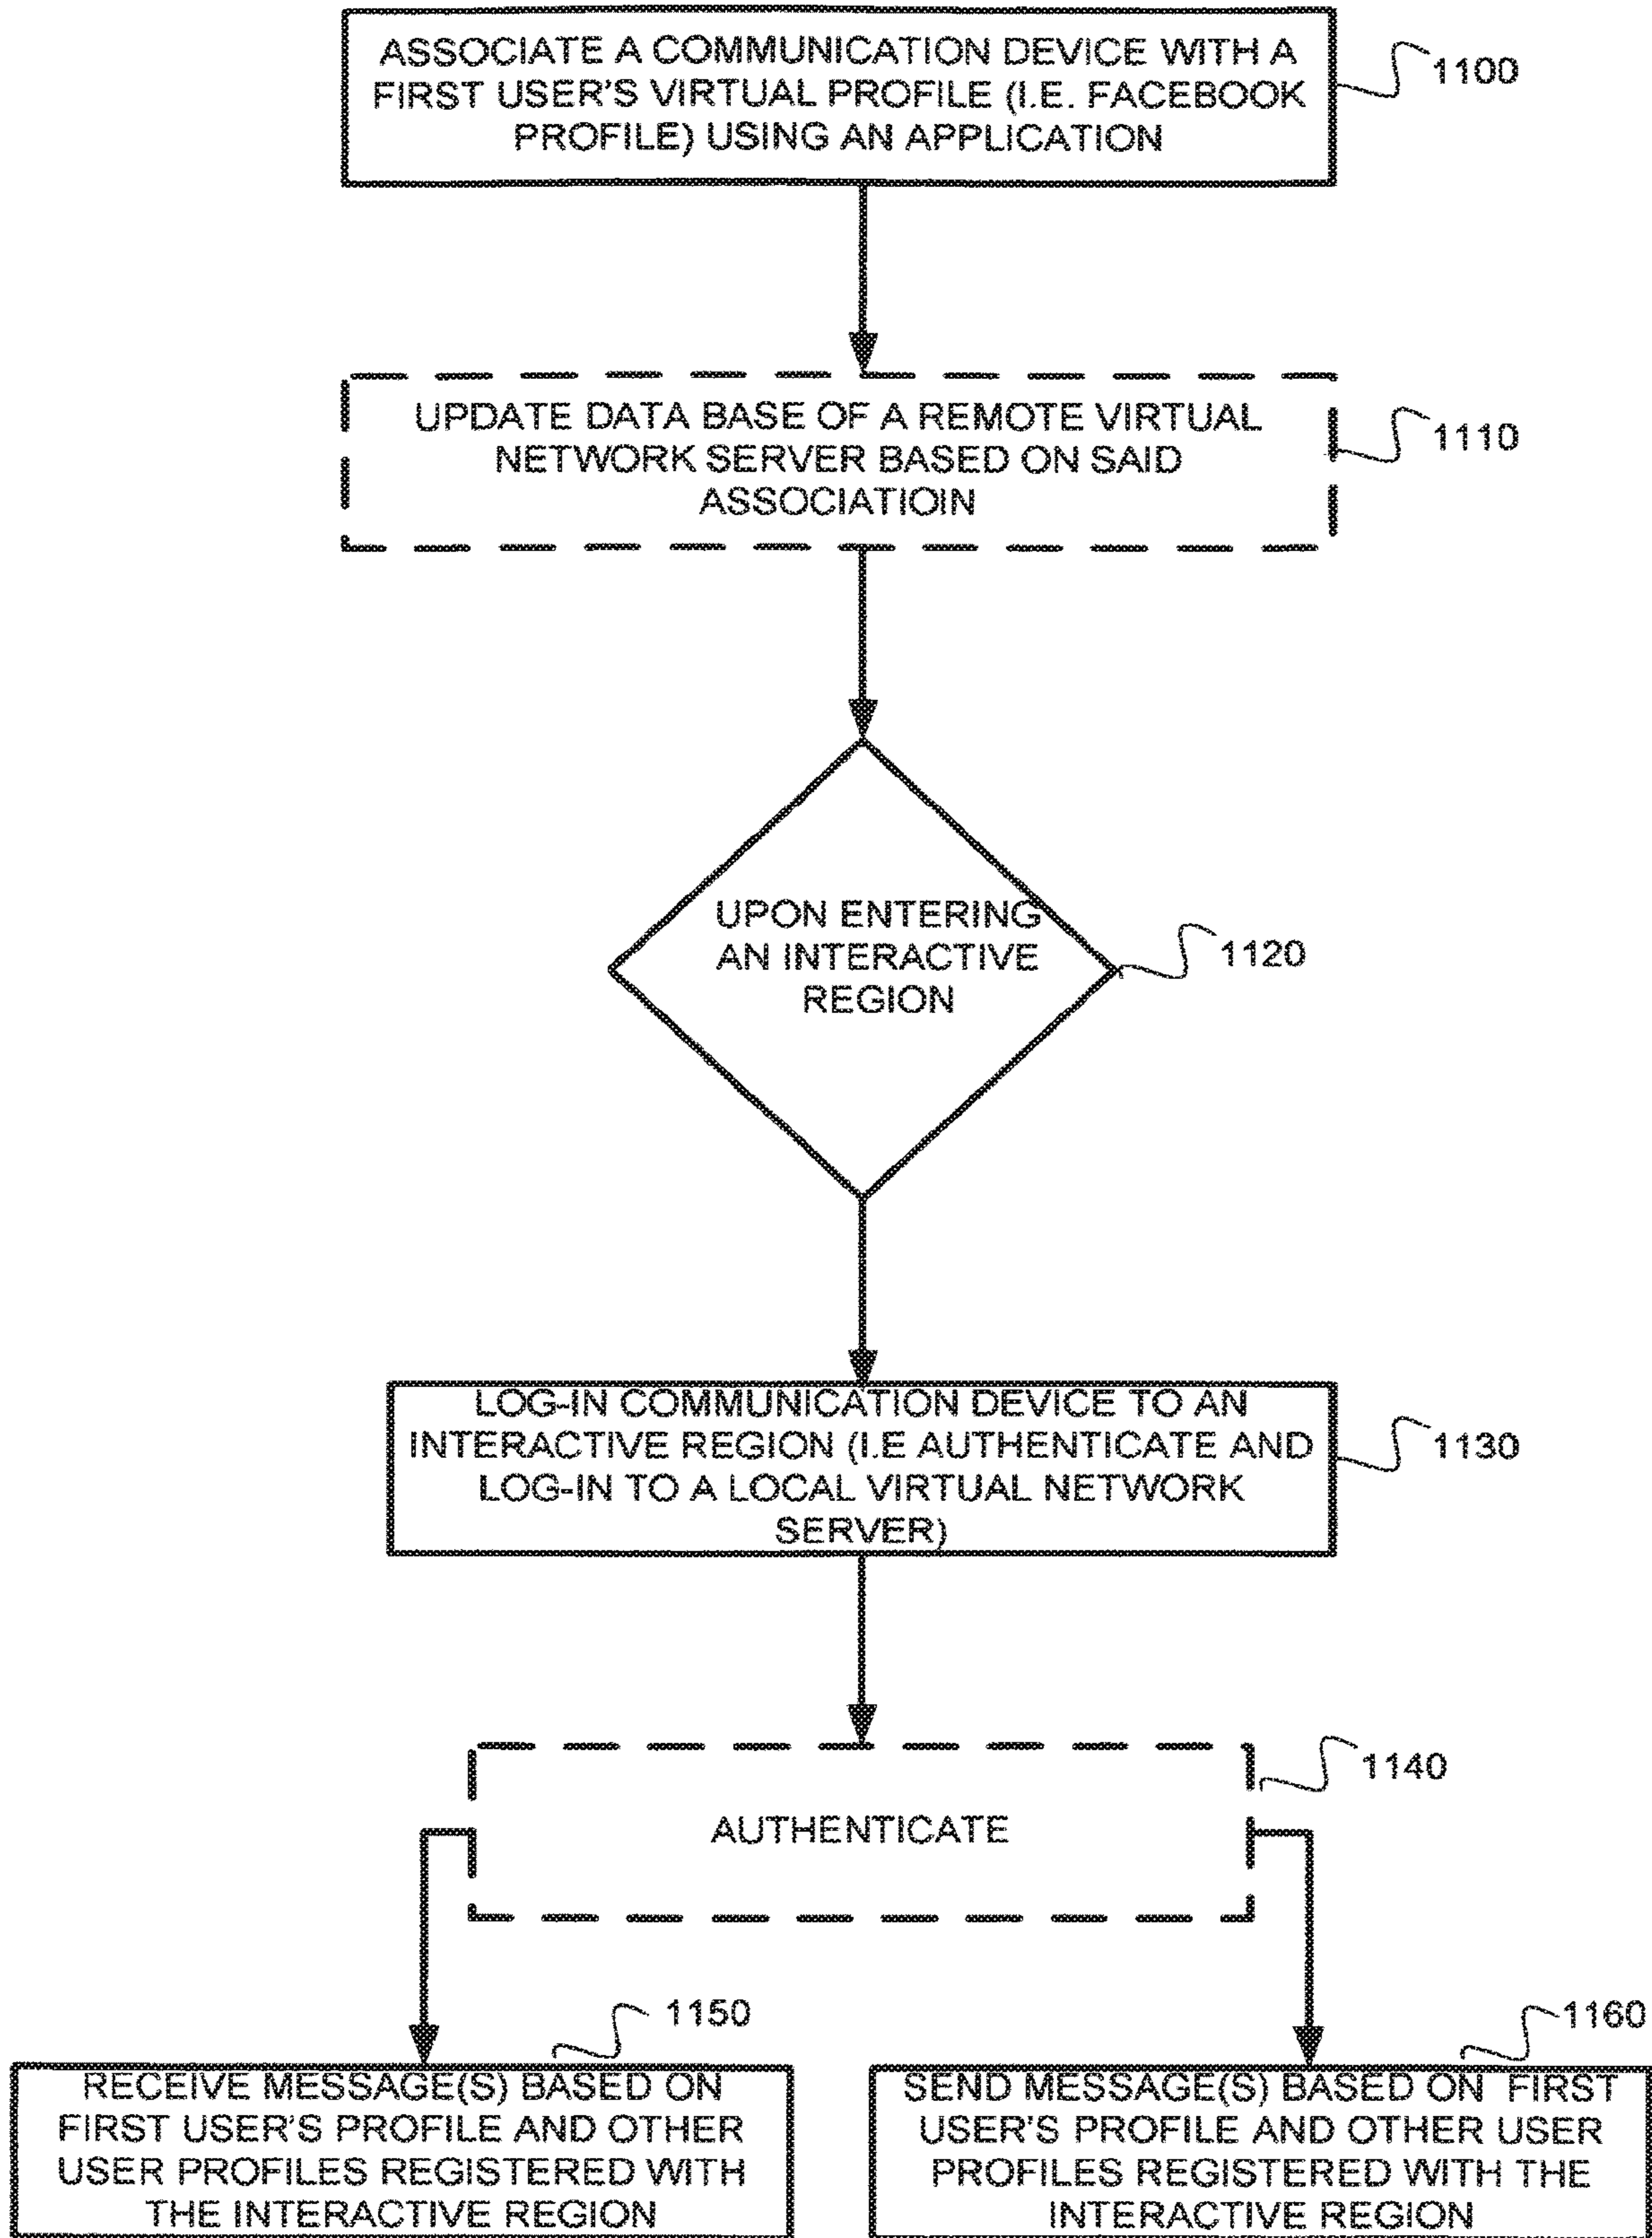 ASSOCIATE A COMMUNICATION DEVICE WITH A
FIRST USER'S VIRTUAL PROFILE (I.E. FACEBOOK
PROFILE) USING AN APPLICATION
1100
UPDATE DATA BASE OF A REMOTE VIRTUAL
NETWORK SERVER BASED ON SAID
ASSOCIATIOIN
1110
UPON ENTERING
AN INTERACTIVE
REGION
1120
LOG-IN COMMUNICATION DEVICE TO AN
INTERACTIVE REGION (I.E AUTHENTICATE AND
LOG-IN TO A LOCAL VIRTUAL NETWORK
SERVER)
1130
AUTHENTICATE
1140
1150
RECEIVE MESSAGE(S) BASED ON
FIRST USER'S PROFILE AND OTHER
USER PROFILES REGISTERED WITH
THE INTERACTIVE REGION
1160
SEND MESSAGE(S) BASED ON FIRST
USER'S PROFILE AND OTHER USER
PROFILES REGISTERED WITH THE
INTERACTIVE REGION